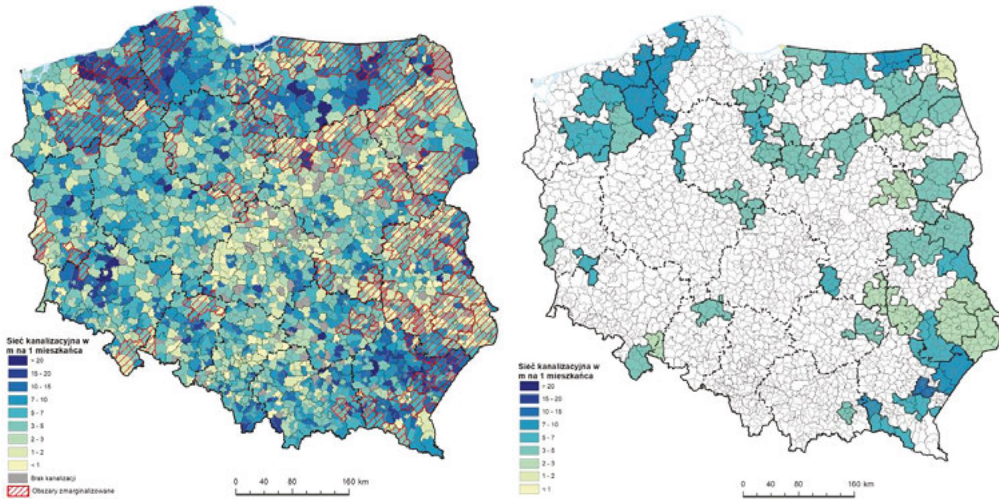 Sieć kanalizacyjna w
m na 1 mieszkańca
> 20
15 - 20
10 - 15
7 - 10
5 - 7
3 - 5
2 - 3
1 - 2
< 1
Brak kanalizacji
Obszary zmarginalizowane
0 40 80 160 km
Sieć kanalizacyjna w
m na 1 mieszkańca
> 20
15 - 20
10 - 15
7 - 10
5 - 7
3 - 5
2 - 3
1 - 2
< 1
0 40 80 160 km